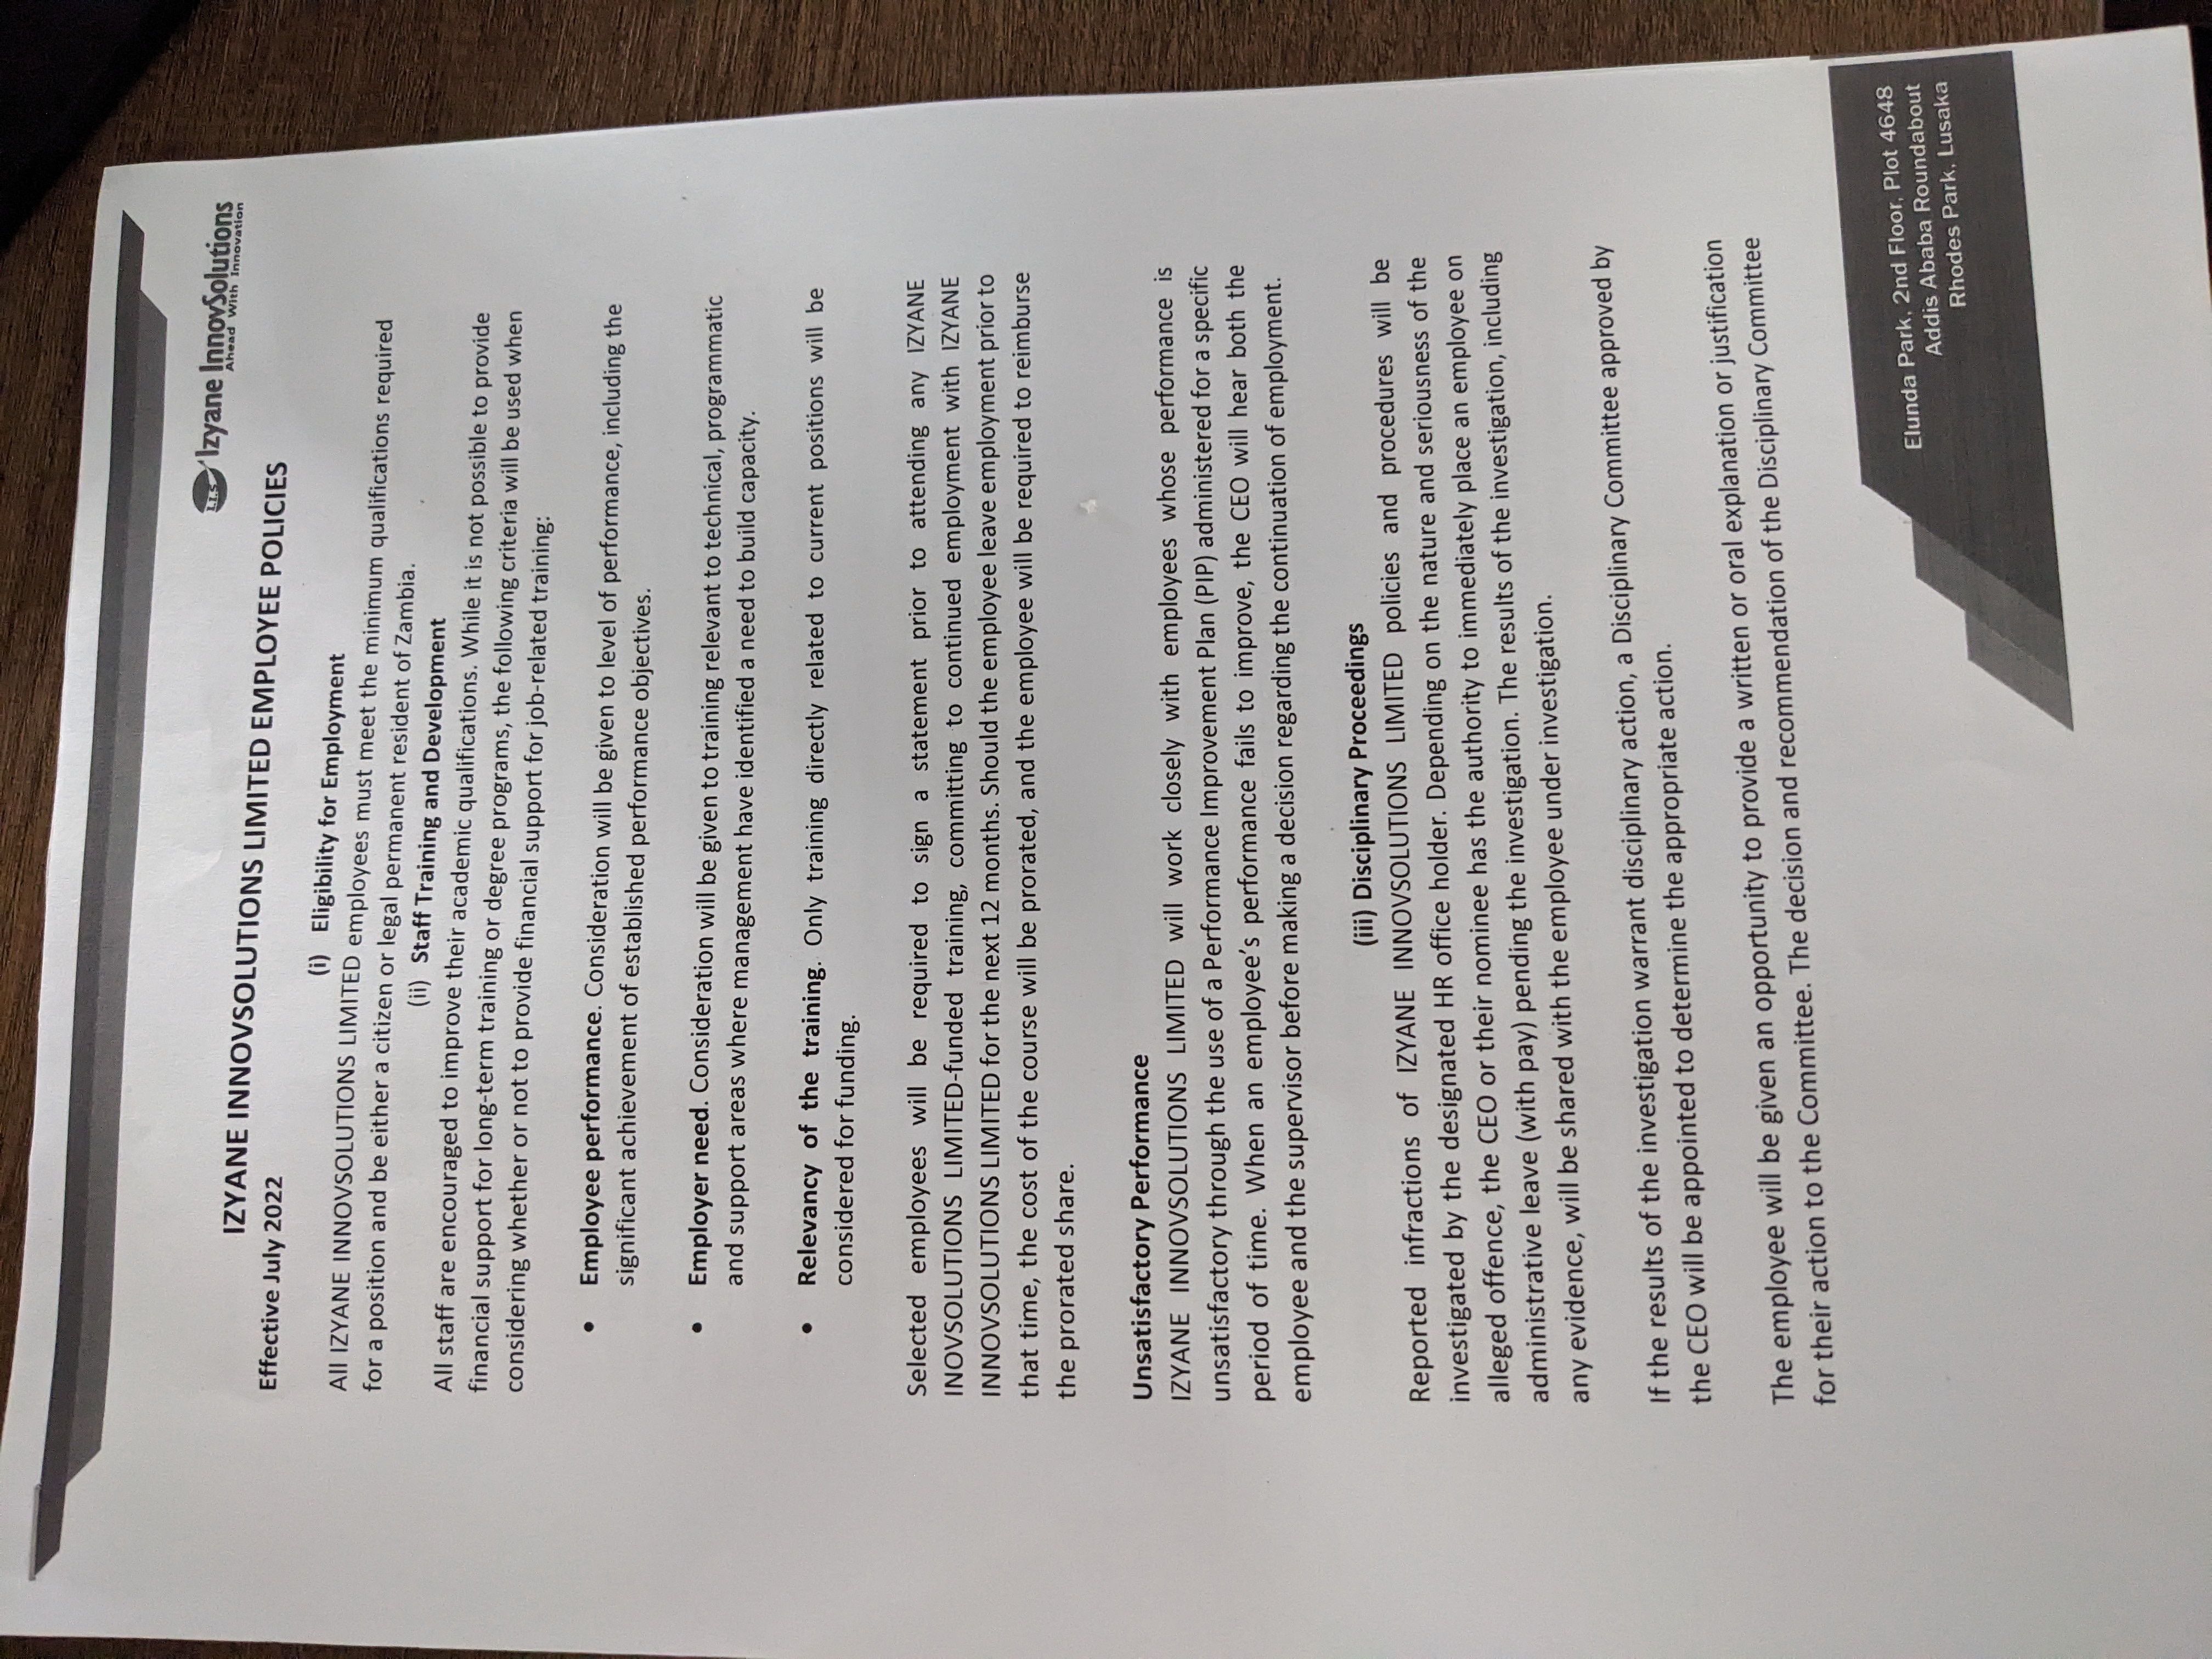 I.I.S Izyane InnovSolutions
Ahead With Innovation
IZYANE INNOVSOLUTIONS LIMITED EMPLOYEE POLICIES
Effective July 2022
(i) Eligibility for Employment
All IZYANE INNOVSOLUTIONS LIMITED employees must meet the minimum qualifications required
for a position and be either a citizen or legal permanent resident of Zambia.
(ii) Staff Training and Development
All staff are encouraged to improve their academic qualifications. While it is not possible to provide
financial support for long-term training or degree programs, the following criteria will be used when
considering whether or not to provide financial support for job-related training:
• Employee performance. Consideration will be given to level of performance, including the
significant achievement of established performance objectives.
• Employer need. Consideration will be given to training relevant to technical, programmatic
and support areas where management have identified a need to build capacity.
• Relevancy of the training. Only training directly related to current positions will be
considered for funding.
Selected employees will be required to sign a statement prior to attending any IZYANE
INOVSOLUTIONS LIMITED-funded training, committing to continued employment with IZYANE
INNOVSOLUTIONS LIMITED for the next 12 months. Should the employee leave employment prior to
that time, the cost of the course will be prorated, and the employee will be required to reimburse
the prorated share.
Unsatisfactory Performance
IZYANE INNOVSOLUTIONS LIMITED will work closely with employees whose performance is
unsatisfactory through the use of a Performance Improvement Plan (PIP) administered for a specific
period of time. When an employee's performance fails to improve, the CEO will hear both the
employee and the supervisor before making a decision regarding the continuation of employment.
(iii) Disciplinary Proceedings
Reported infractions of IZYANE INNOVSOLUTIONS LIMITED policies and procedures will be
investigated by the designated HR office holder. Depending on the nature and seriousness of the
alleged offence, the CEO or their nominee has the authority to immediately place an employee on
administrative leave (with pay) pending the investigation. The results of the investigation, including
any evidence, will be shared with the employee under investigation.
If the results of the investigation warrant disciplinary action, a Disciplinary Committee approved by
the CEO will be appointed to determine the appropriate action.
The employee will be given an opportunity to provide a written or oral explanation or justification
for their action to the Committee. The decision and recommendation of the Disciplinary Committee
Elunda Park, 2nd Floor, Plot 4648
Addis Ababa Roundabout
Rhodes Park, Lusaka